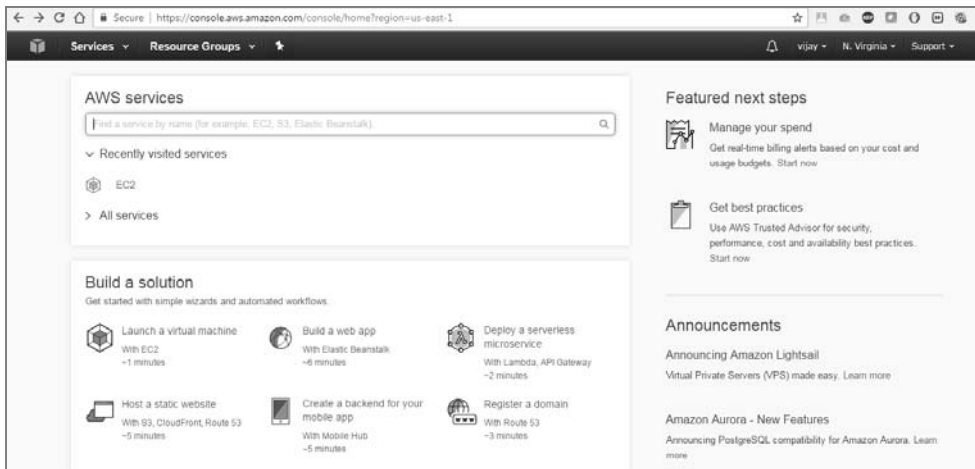 Secure | https://console.aws.amazon.com/console/home?region=us-east-1
Services Resource Groups vijay N. Virginia Support
AWS services
Find a service by name (for example, EC2, S3, Elastic Beanstalk).
Recently visited services
EC2
All services
Build a solution
Get started with simple wizards and automated workflows.
Launch a virtual machine
With EC2
~1 minutes
Build a web app
With Elastic Beanstalk
~6 minutes
Deploy a serverless
microservice
With Lambda, API Gateway
~2 minutes
Host a static website
With S3, CloudFront, Route 53
~5 minutes
Create a backend for your
mobile app
With Mobile Hub
~5 minutes
Register a domain
With Route 53
~3 minutes
Featured next steps
Manage your spend
Get real-time billing alerts based on your cost and
usage budgets. Start now
Get best practices
Use AWS Trusted Advisor for security,
performance, cost and availability best practices.
Start now
Announcements
Announcing Amazon Lightsail
Virtual Private Servers (VPS) made easy. Learn more
Amazon Aurora - New Features
Announcing PostgreSQL compatibility for Amazon Aurora. Learn
more